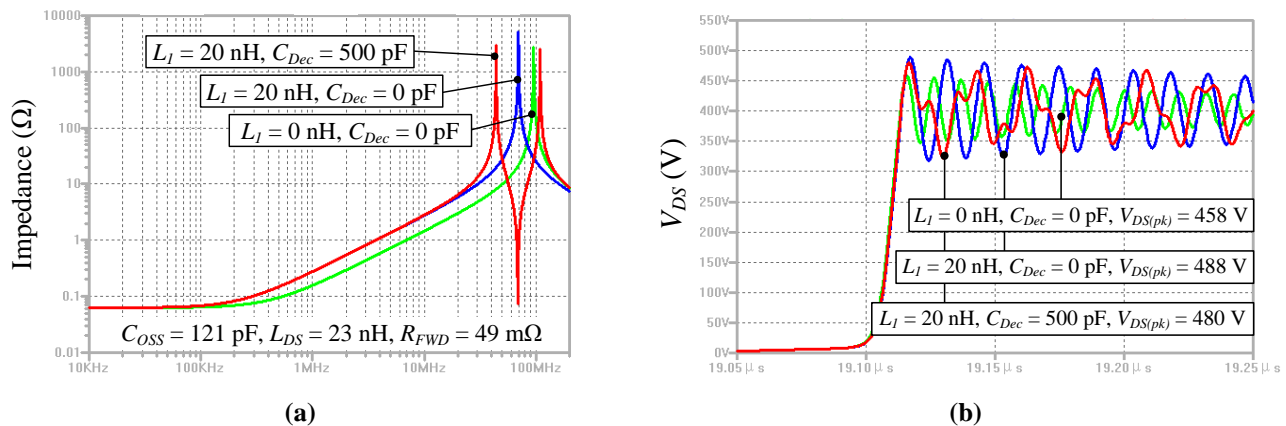 Impedance (Ω)
10000
1000
100
10
1
0.1
0.01
10KHz
100KHz
1MHz
10MHz
100MHz
L1 = 20 nH, CDec = 500 pF
L1 = 20 nH, CDec = 0 pF
L1 = 0 nH, CDec = 0 pF
COSS = 121 pF, LDS = 23 nH, RFWD = 49 mΩ
(a)
VDS (V)
550V
500V
450V
400V
350V
300V
250V
200V
150V
100V
50V
0V
19.05µs
19.10µs
19.15µs
19.20µs
19.25µs
L1 = 0 nH, CDec = 0 pF, VDS(pk) = 458 V
L1 = 20 nH, CDec = 0 pF, VDS(pk) = 488 V
L1 = 20 nH, CDec = 500 pF, VDS(pk) = 480 V
(b)